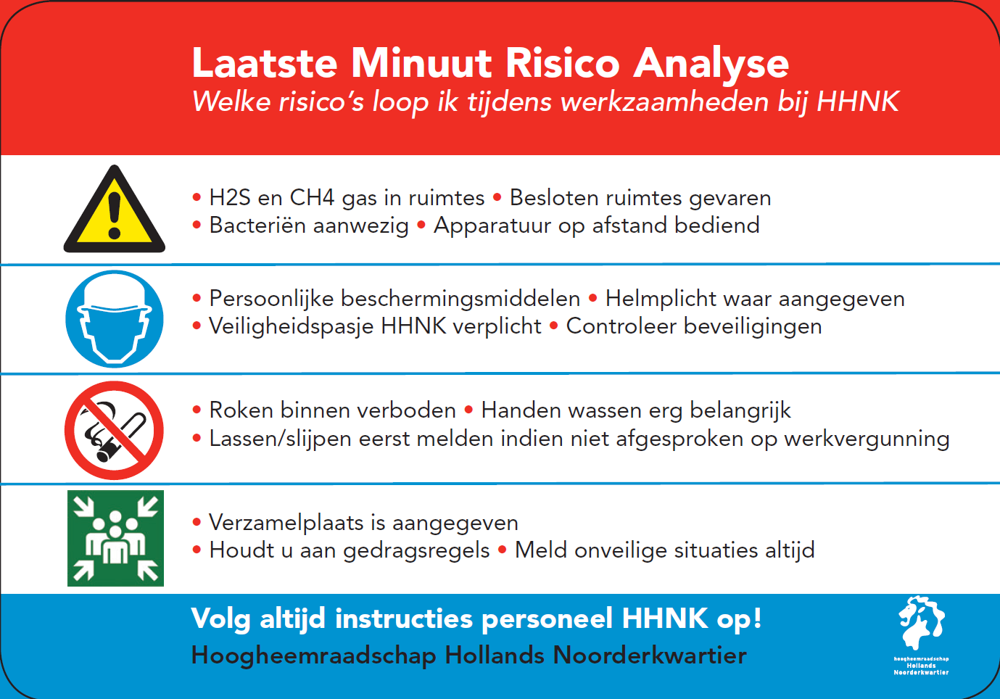 Laatste Minuut Risico Analyse
Welke risico's loop ik tijdens werkzaamheden bij HHNK
• H2S en CH4 gas in ruimtes • Besloten ruimtes gevaren
• Bacteriën aanwezig • Apparatuur op afstand bediend
• Persoonlijke beschermingsmiddelen • Helmplicht waar aangegeven
• Veiligheidspasje HHNK verplicht • Controleer beveiligingen
• Roken binnen verboden • Handen wassen erg belangrijk
• Lassen/slijpen eerst melden indien niet afgesproken op werkvergunning
• Verzamelplaats is aangegeven
• Houdt u aan gedragsregels • Meld onveilige situaties altijd
Volg altijd instructies personeel HHNK op!
Hoogheemraadschap Hollands Noorderkwartier
hoogheemraadschap
Hollands
Noorderkwartier